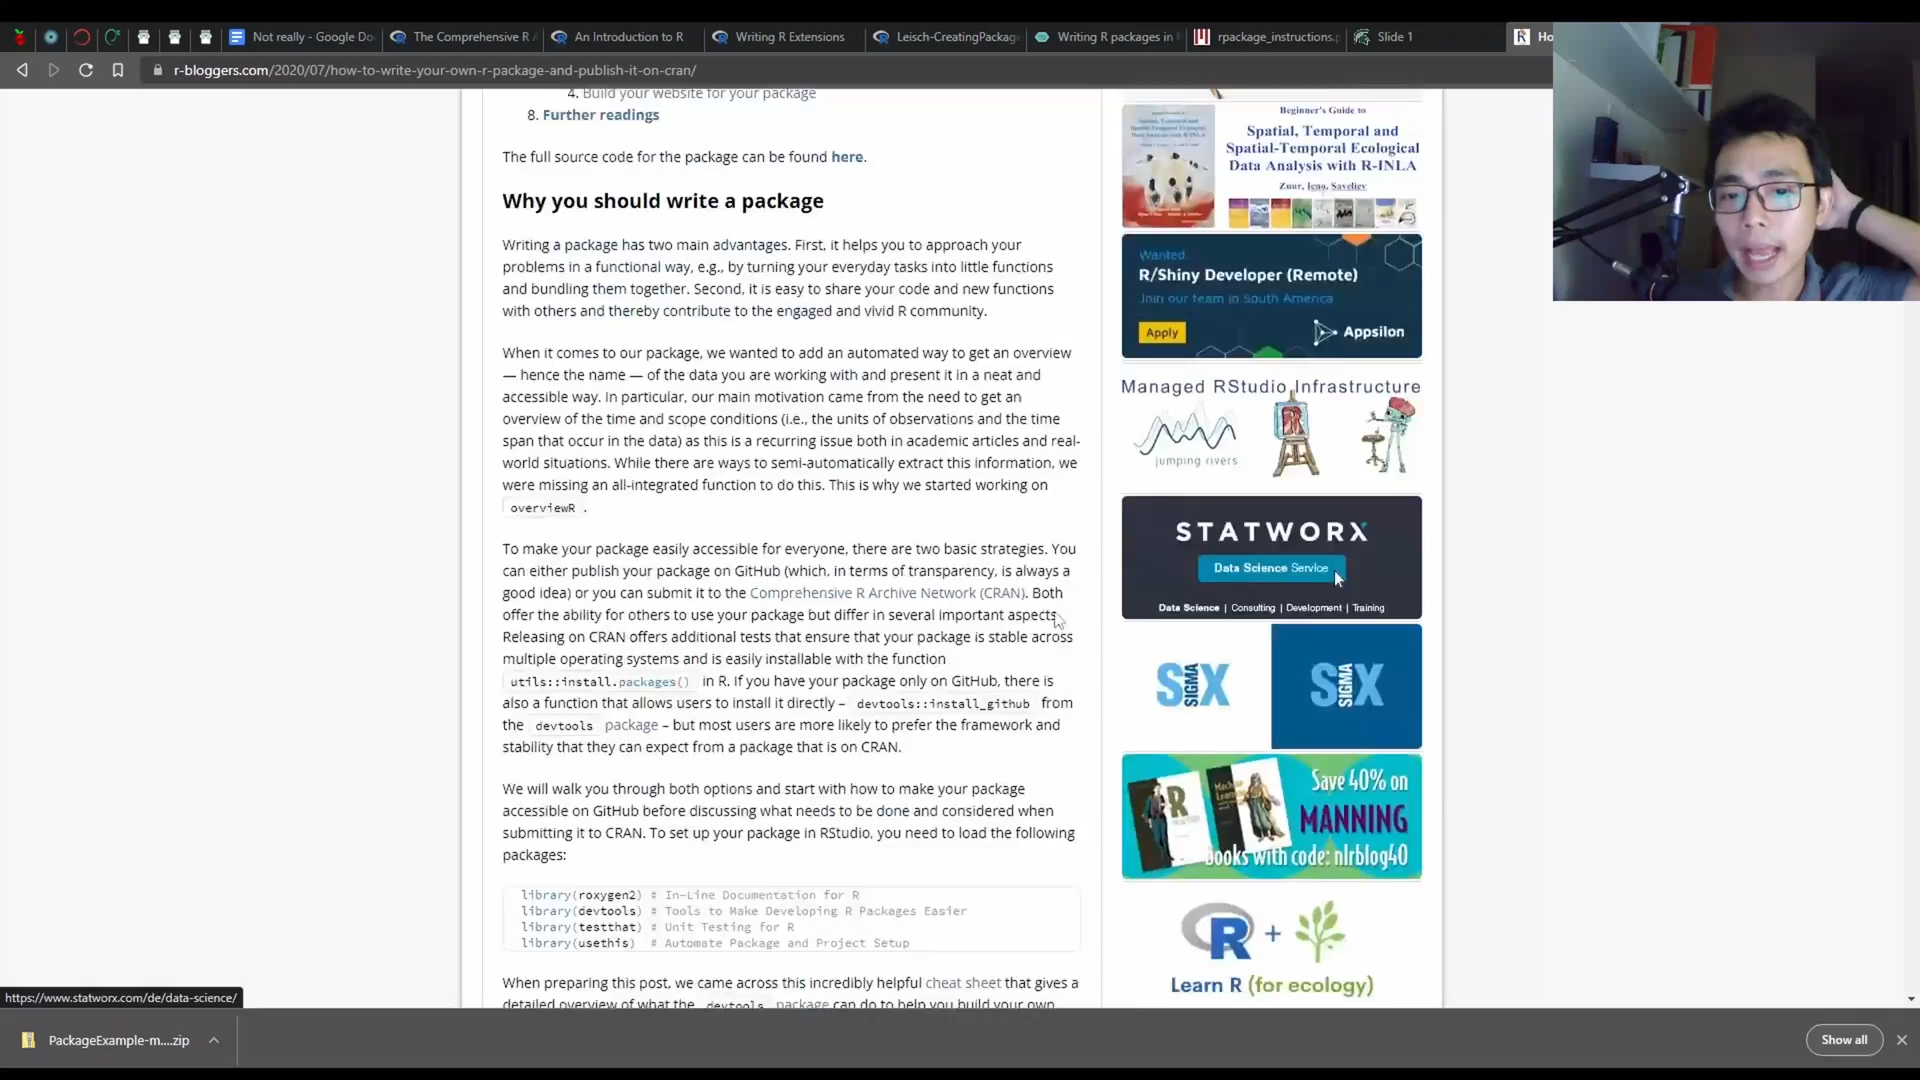 Not really - Google Do
The Comprehensive R A
An Introduction to R
Writing R Extensions
Leisch-CreatingPackage
Writing R packages in
rpackage_instructions.p
Slide 1
Ho
r-bloggers.com/2020/07/how-to-write-your-own-r-package-and-publish-it-on-cran/
4. Build your website for your package
8. Further readings
The full source code for the package can be found here.
Why you should write a package
Writing a package has two main advantages. First, it helps you to approach your
problems in a functional way, e.g., by turning your everyday tasks into little functions
and bundling them together. Second, it is easy to share your code and new functions
with others and thereby contribute to the engaged and vivid R community.
When it comes to our package, we wanted to add an automated way to get an overview
— hence the name — of the data you are working with and present it in a neat and
accessible way. In particular, our main motivation came from the need to get an
overview of the time and scope conditions (i.e., the units of observations and the time
span that occur in the data) as this is a recurring issue both in academic articles and real-
world situations. While there are ways to semi-automatically extract this information, we
were missing an all-integrated function to do this. This is why we started working on
overviewR .
To make your package easily accessible for everyone, there are two basic strategies. You
can either publish your package on GitHub (which, in terms of transparency, is always a
good idea) or you can submit it to the Comprehensive R Archive Network (CRAN). Both
offer the ability for others to use your package but differ in several important aspects.
Releasing on CRAN offers additional tests that ensure that your package is stable across
multiple operating systems and is easily installable with the function
utils::install.packages() in R. If you have your package only on GitHub, there is
also a function that allows users to install it directly – devtools::install_github from
the devtools package – but most users are more likely to prefer the framework and
stability that they can expect from a package that is on CRAN.
We will walk you through both options and start with how to make your package
accessible on GitHub before discussing what needs to be done and considered when
submitting it to CRAN. To set up your package in RStudio, you need to load the following
packages:
library(roxygen2) # In-Line Documentation for R
library(devtools) # Tools to Make Developing R Packages Easier
library(testthat) # Unit Testing for R
library(usethis) # Automate Package and Project Setup
When preparing this post, we came across this incredibly helpful cheat sheet that gives a
detailed overview of what the devtools package can do to help you build your own
Beginner's Guide to
Spatial, Temporal and
Spatial-Temporal Ecological
Data Analysis with R-INLA
Zuur, Ieno, Saveliev
Wanted:
R/Shiny Developer (Remote)
Join our team in South America
Apply
Appsilon
Managed RStudio Infrastructure
jumping rivers
STATWORX
Data Science Service
Data Science | Consulting | Development | Training
SIX SIGMA
SIX SIGMA
Save 40% on
MANNING
books with code: nlrblog40
R +
Learn R (for ecology)
https://www.statworx.com/de/data-science/
PackageExample-m....zip
Show all